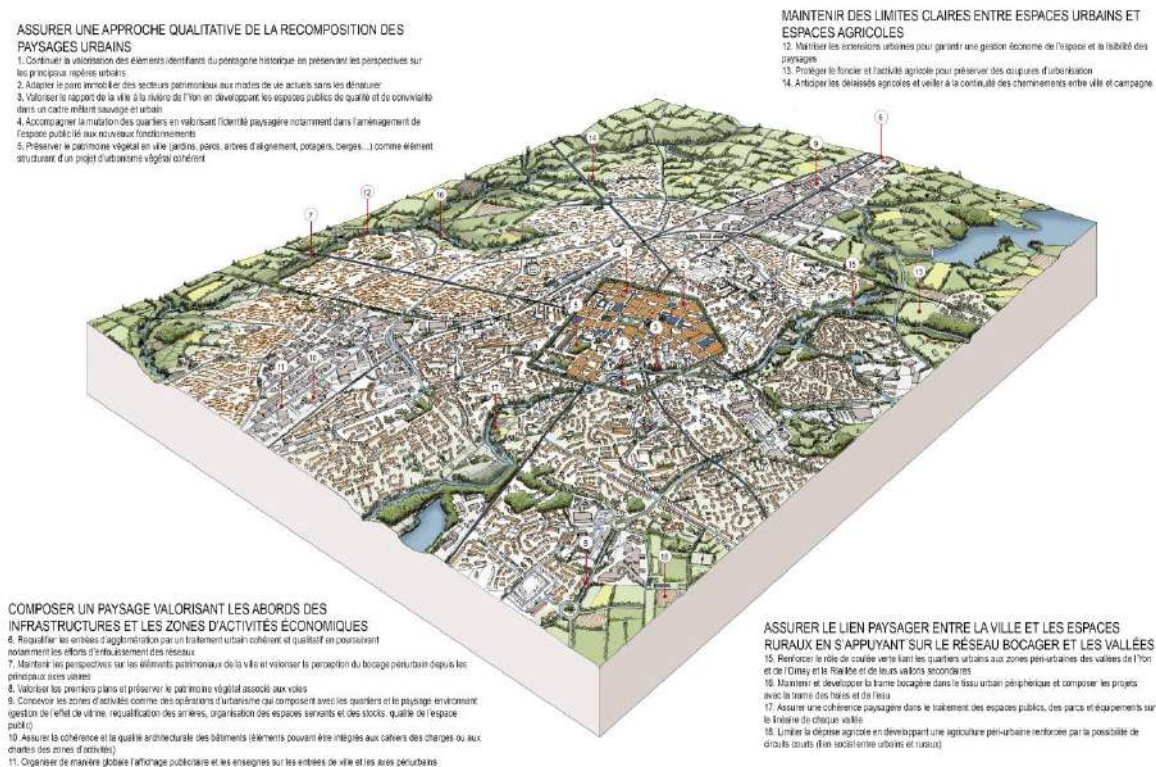 ASSURER UNE APPROCHE QUALITATIVE DE LA RECOMPOSITION DES
PAYSAGES URBAINS
1. Continuer la valorisation des éléments identifiants du pentagone historique en préservant les perspectives sur
les principaux repères urbains
2. Adapter le parc immobilier des secteurs patrimoniaux aux modes de vie actuels sans les dénaturer
3. Valoriser le rapport de la ville à la rivière de l'Yon en développant les espaces publics de qualité et de convivialité
dans un cadre mêlant sauvage et urbain
4. Accompagner la mutation des quartiers en valorisant l'identité paysagère notamment dans l'aménagement de
l'espace public lié aux nouveaux fonctionnements
5. Préserver le patrimoine végétal en ville (jardins, parcs, arbres d'alignement, potagers, berges...) comme élément
structurant d'un projet d'urbanisme végétal cohérent
MAINTENIR DES LIMITES CLAIRES ENTRE ESPACES URBAINS ET
ESPACES AGRICOLES
12. Maîtriser les extensions urbaines pour garantir une gestion économe de l'espace et la lisibilité des
paysages
13. Protéger le foncier et l'activité agricole pour préserver des coupures d'urbanisation
14. Anticiper les délaissés agricoles et veiller à la continuité des cheminements entre ville et campagne
6
14
9
12
16
7
1
2
15
13
5
3
4
10
11
17
18
COMPOSER UN PAYSAGE VALORISANT LES ABORDS DES
INFRASTRUCTURES ET LES ZONES D'ACTIVITÉS ÉCONOMIQUES
6. Requalifier les entrées d'agglomération par un traitement urbain cohérent et qualitatif en poursuivant
notamment les efforts d'enfouissement des réseaux
7. Maintenir les perspectives sur les éléments patrimoniaux de la ville et valoriser la perception du bocage périurbain depuis les
principaux axes viaires
8. Valoriser les premiers plans et préserver le patrimoine végétal associé aux voies
9. Concevoir les zones d'activités comme des opérations d'urbanisme qui composent avec les quartiers et le paysage environnant
(gestion de l'effet de vitrine, requalification des arrières, organisation des espaces servants et des stocks, qualité de l'espace
public)
10. Assurer la cohérence et la qualité architecturale des bâtiments (éléments pouvant être intégrés aux cahiers des charges ou aux
chartes des zones d'activités)
11. Organiser de manière globale l'affichage publicitaire et les enseignes sur les entrées de ville et les axes périurbains
ASSURER LE LIEN PAYSAGER ENTRE LA VILLE ET LES ESPACES
RURAUX EN S'APPUYANT SUR LE RÉSEAU BOCAGER ET LES VALLÉES
15. Renforcer le rôle de coulée verte liant les quartiers urbains aux zones péri-urbaines des vallées de l'Yon
et de l'Ornay et la Riallée et de leurs vallons secondaires
16. Maintenir et développer la trame bocagère dans le tissu urbain périphérique et composer les projets
avec la trame des haies et de l'eau
17. Assurer une cohérence paysagère dans le traitement des espaces publics, des parcs et équipements sur
le linéaire de chaque vallée
18. Limiter la déprise agricole en développant une agriculture péri-urbaine renforcée par la possibilité de
circuits courts (lien social entre urbains et ruraux)